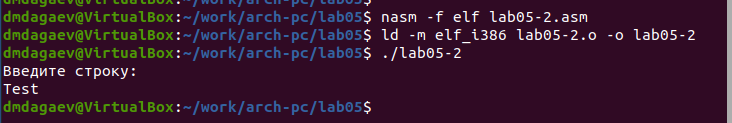 dmdagaev@VirtualBox:~/work/arch-pc/lab05$ nasm -f elf lab05-2.asm
dmdagaev@VirtualBox:~/work/arch-pc/lab05$ ld -m elf_i386 lab05-2.o -o lab05-2
dmdagaev@VirtualBox:~/work/arch-pc/lab05$ ./lab05-2
Введите строку:
Test
dmdagaev@VirtualBox:~/work/arch-pc/lab05$